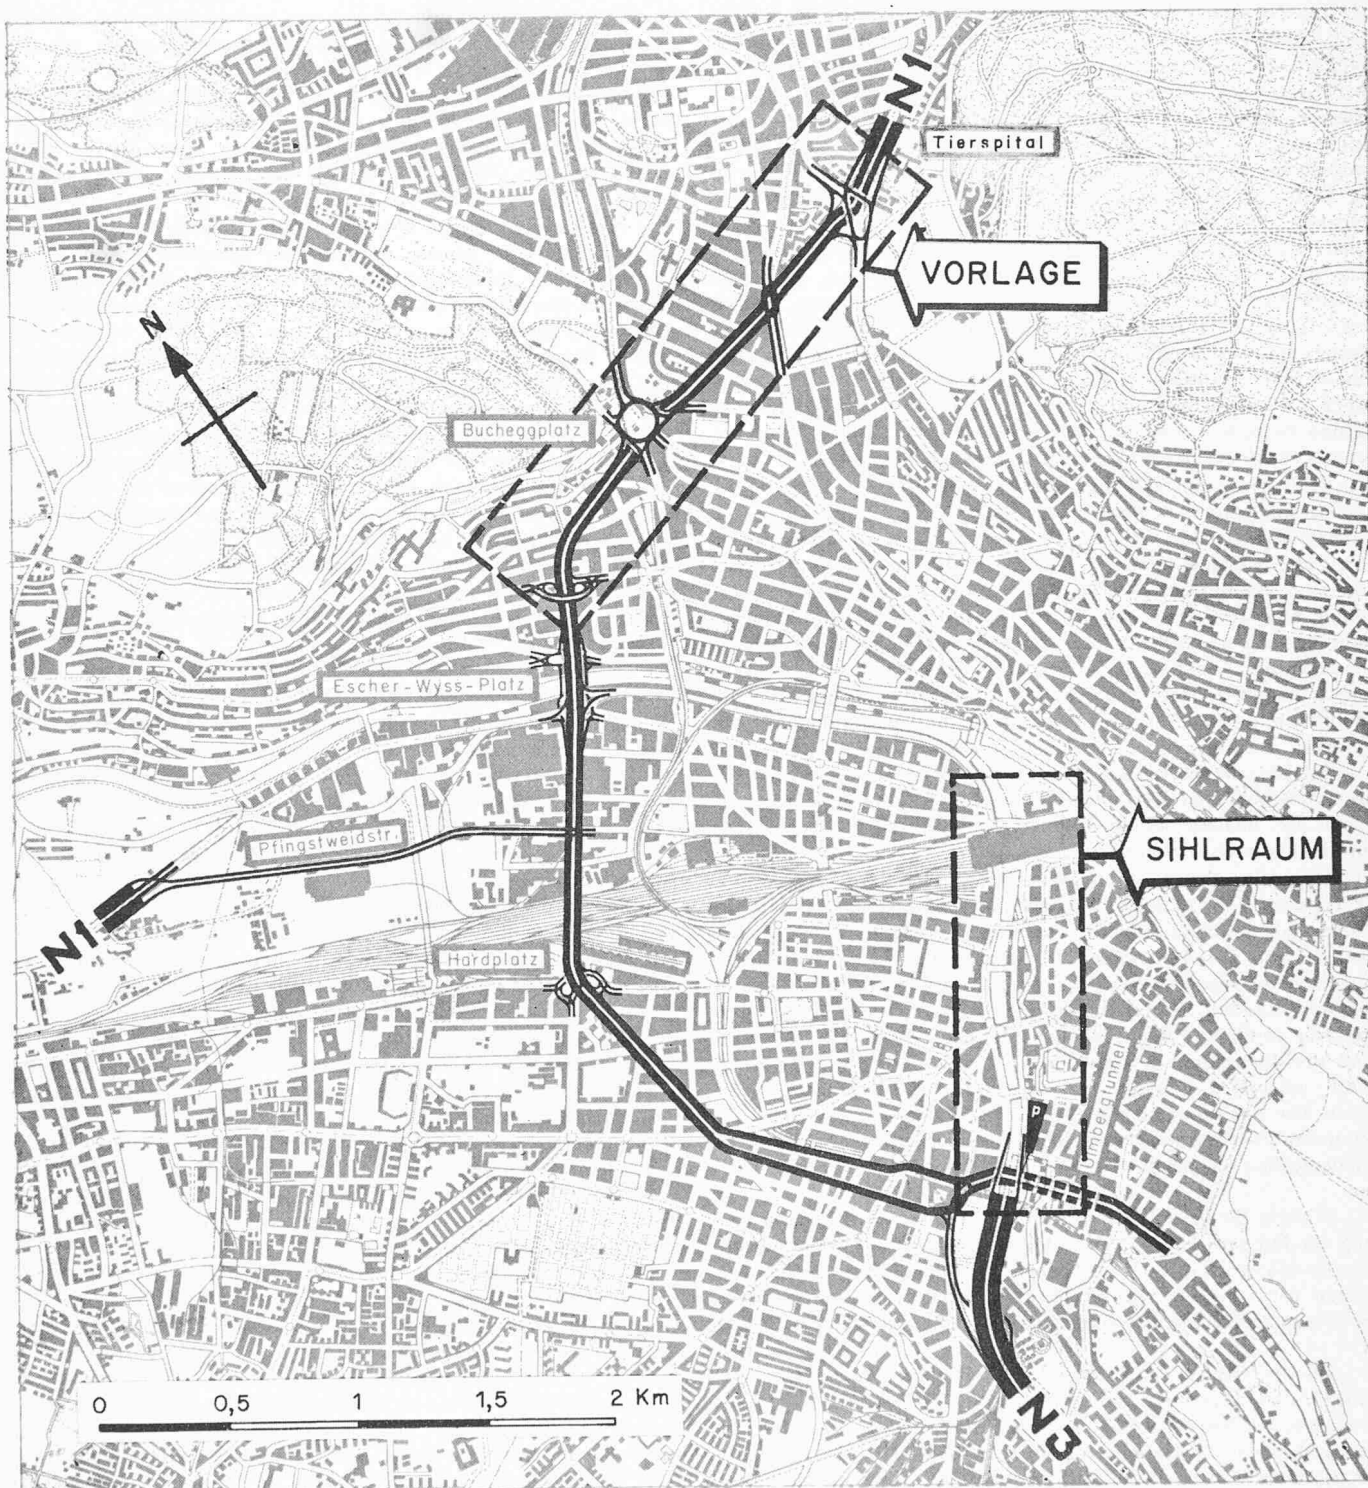 N1
Tierspital
VORLAGE
N
Bucheggplatz
Escher-Wyss-Platz
Pfingstweidstr.
SIHLRAUM
N1
Hardplatz
Umbergtunnel
P
0 0,5 1 1,5 2 Km
N3